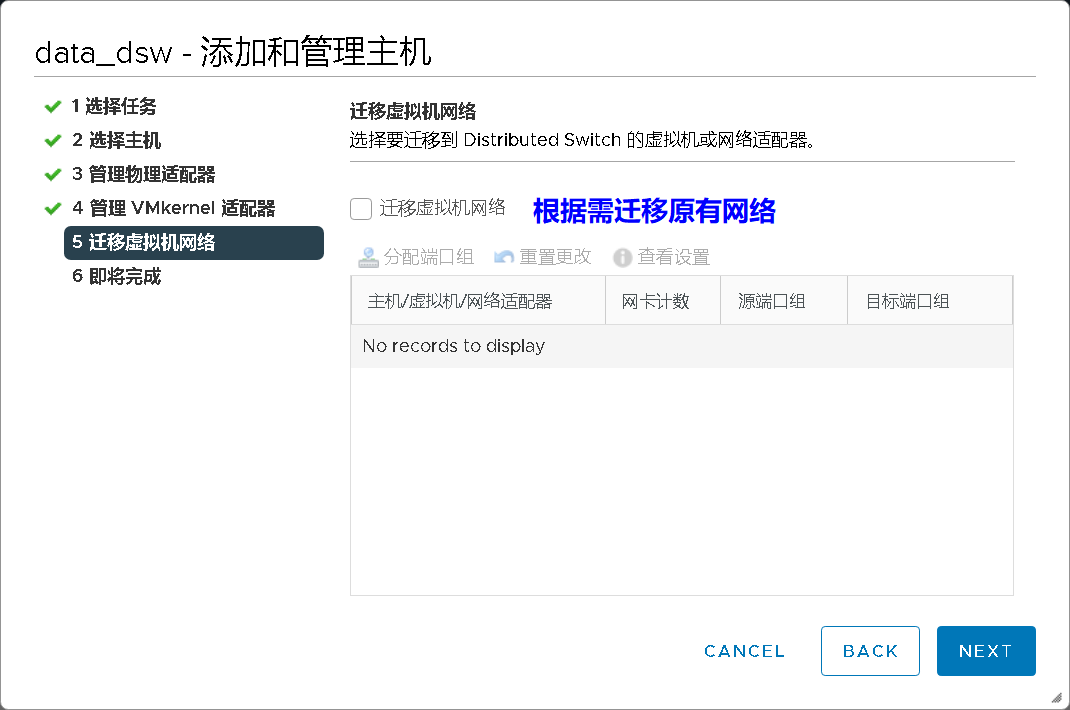 data_dsw - 添加和管理主机
1 选择任务
2 选择主机
3 管理物理适配器
4 管理 VMkernel 适配器
5 迁移虚拟机网络
6 即将完成
迁移虚拟机网络
选择要迁移到 Distributed Switch 的虚拟机或网络适配器。
迁移虚拟机网络 根据需迁移原有网络
分配端口组 重置更改 查看设置
主机/虚拟机/网络适配器 网卡计数 源端口组 目标端口组
No records to display
CANCEL BACK NEXT